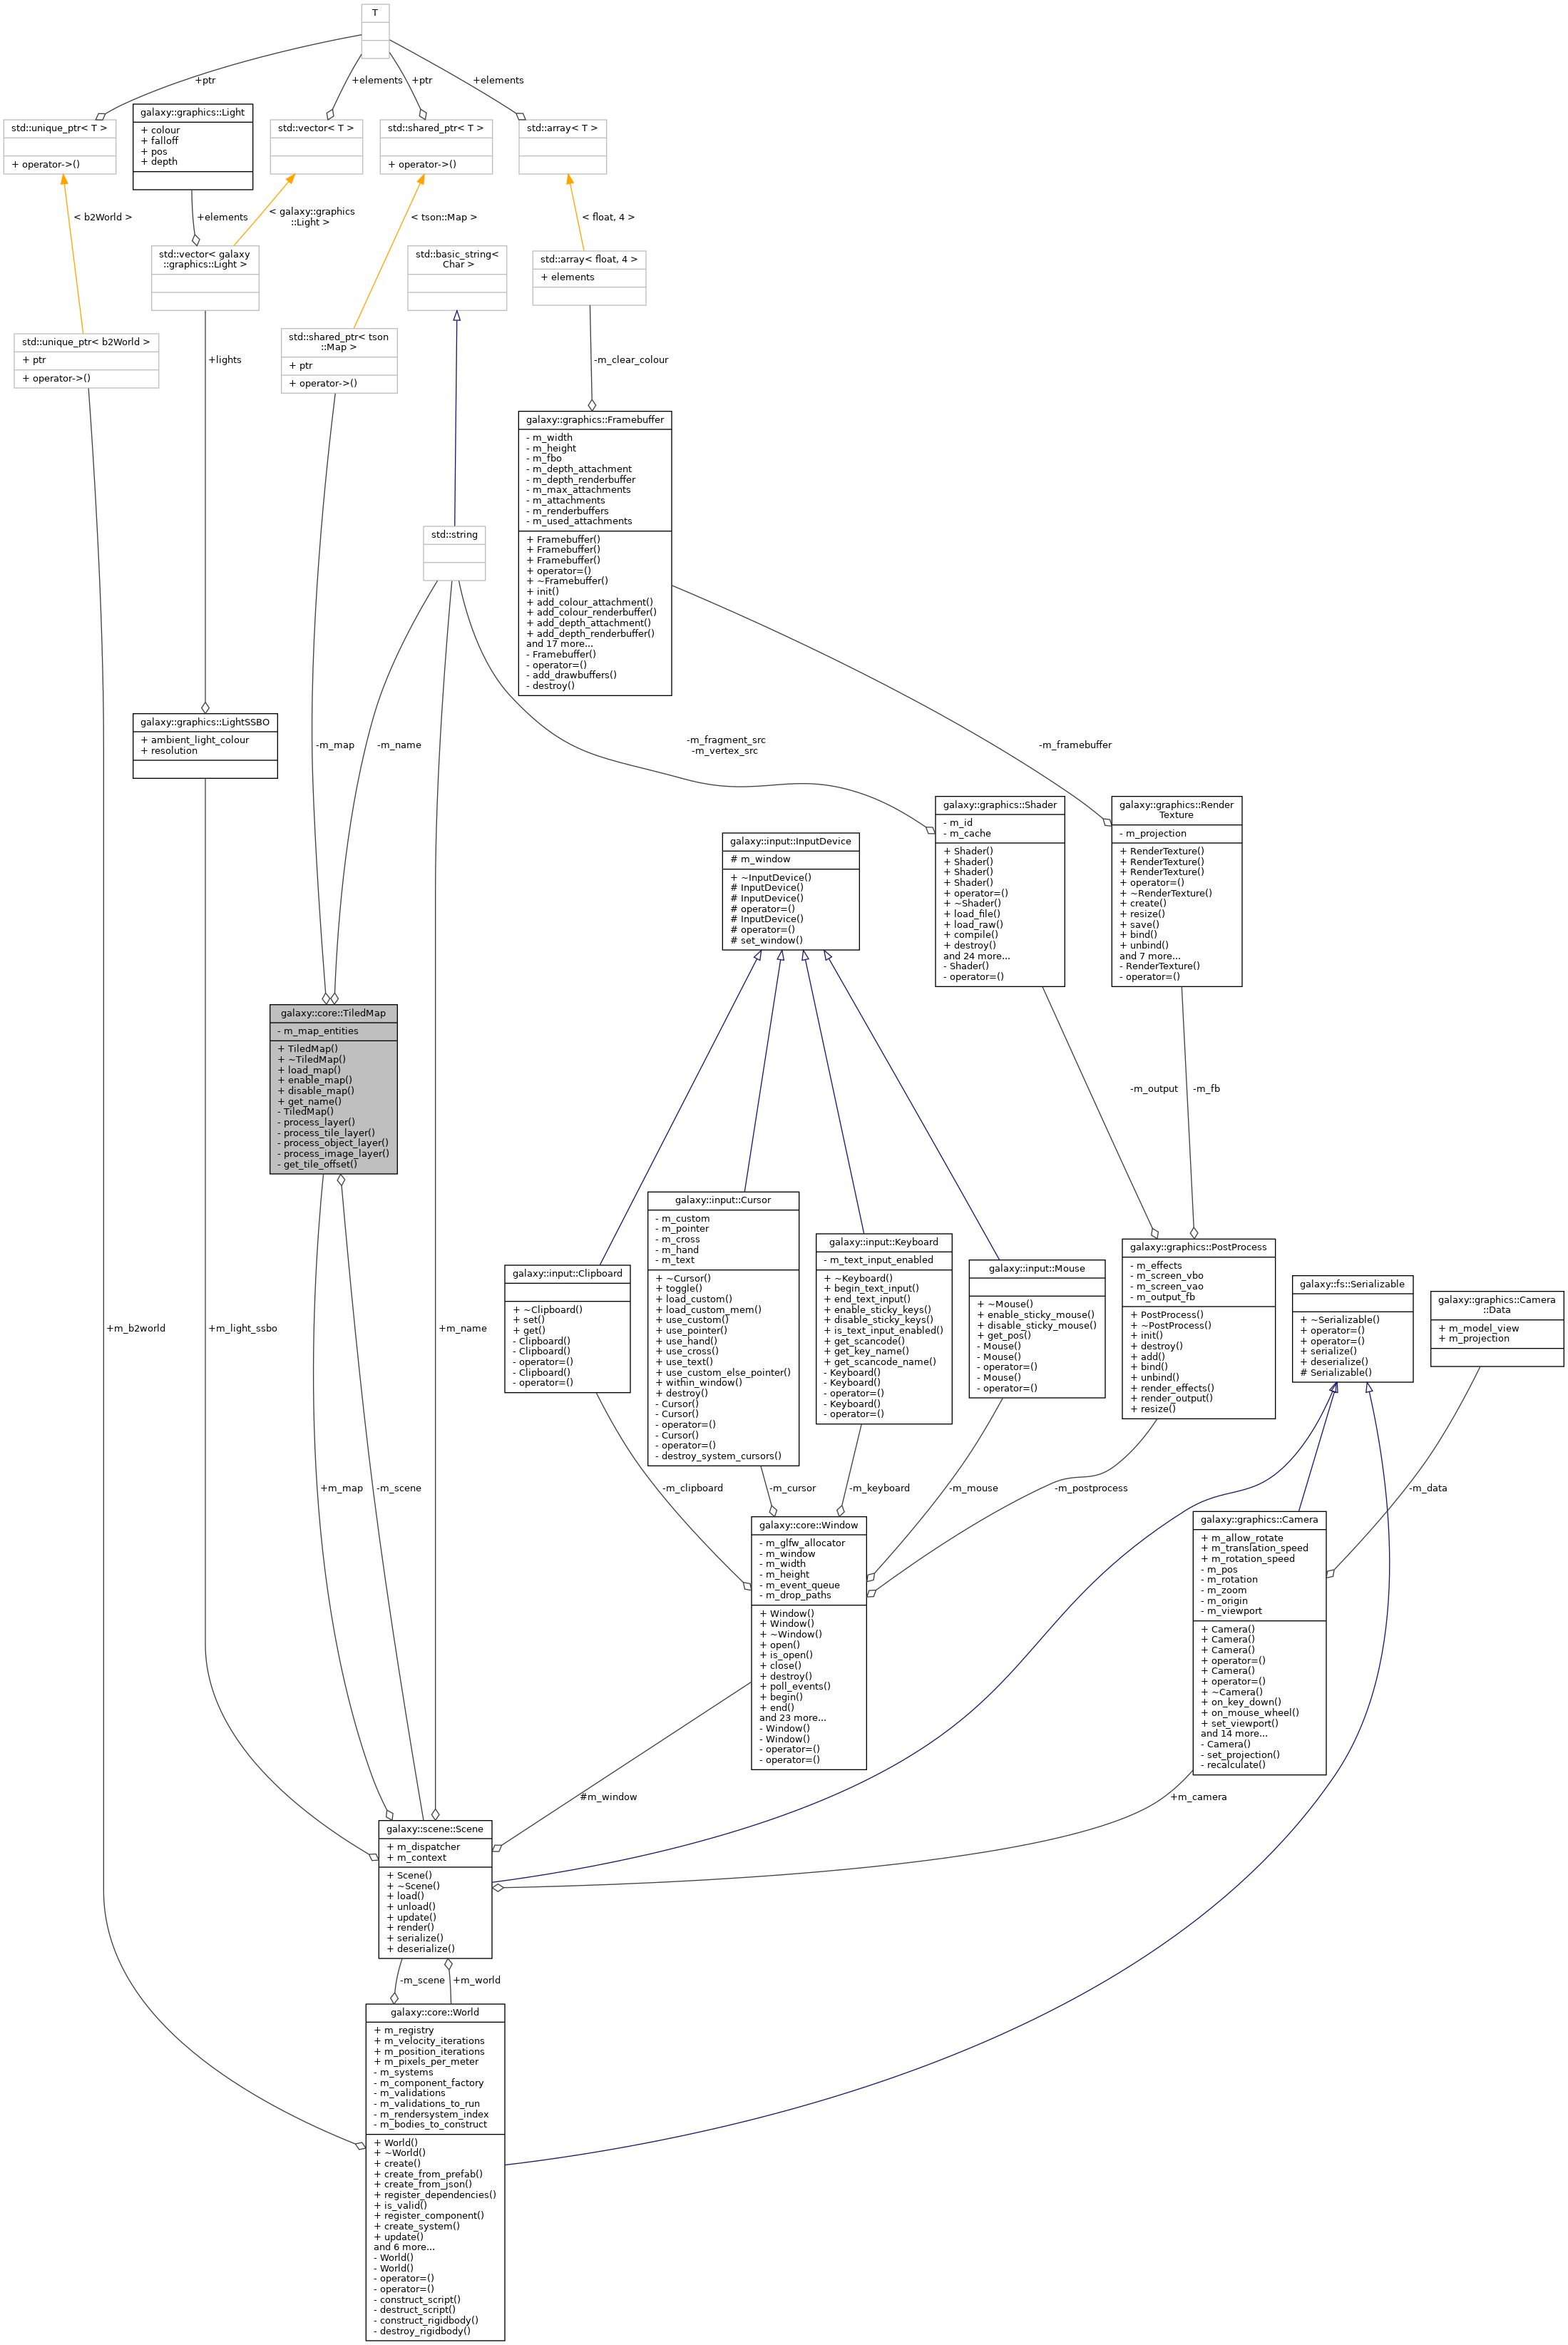 T
+ptr
+elements
+ptr
+elements
std::unique_ptr< T >
+ operator->()
galaxy::graphics::Light
+ colour
+ falloff
+ pos
+ depth
std::vector< T >
std::shared_ptr< T >
+ operator->()
std::array< T >
< b2World >
+elements
< galaxy::graphics
::Light >
< tson::Map >
< float, 4 >
std::vector< galaxy
::graphics::Light >
std::basic_string<
Char >
std::array< float, 4 >
+ elements
std::unique_ptr< b2World >
+ ptr
+ operator->()
+lights
std::shared_ptr< tson
::Map >
+ ptr
+ operator->()
-m_clear_colour
galaxy::graphics::Framebuffer
- m_width
- m_height
- m_fbo
- m_depth_attachment
- m_depth_renderbuffer
- m_max_attachments
- m_attachments
- m_renderbuffers
- m_used_attachments
+ Framebuffer()
+ Framebuffer()
+ Framebuffer()
+ operator=()
+ ~Framebuffer()
+ init()
+ add_colour_attachment()
+ add_colour_renderbuffer()
+ add_depth_attachment()
+ add_depth_renderbuffer()
and 17 more...
- Framebuffer()
- operator=()
- add_drawbuffers()
- destroy()
std::string
galaxy::graphics::LightSSBO
+ ambient_light_colour
+ resolution
-m_map
-m_name
-m_fragment_src
-m_vertex_src
-m_framebuffer
galaxy::graphics::Shader
- m_id
- m_cache
+ Shader()
+ Shader()
+ Shader()
+ Shader()
+ operator=()
+ ~Shader()
+ load_file()
+ load_raw()
+ compile()
+ destroy()
and 24 more...
- Shader()
- operator=()
galaxy::graphics::Render
Texture
- m_projection
+ RenderTexture()
+ RenderTexture()
+ RenderTexture()
+ operator=()
+ ~RenderTexture()
+ create()
+ resize()
+ save()
+ bind()
+ unbind()
and 7 more...
- RenderTexture()
- operator=()
galaxy::input::InputDevice
# m_window
+ ~InputDevice()
# InputDevice()
# InputDevice()
# operator=()
# InputDevice()
# operator=()
# set_window()
galaxy::core::TiledMap
- m_map_entities
+ TiledMap()
+ ~TiledMap()
+ load_map()
+ enable_map()
+ disable_map()
+ get_name()
- TiledMap()
- process_layer()
- process_tile_layer()
- process_object_layer()
- process_image_layer()
- get_tile_offset()
-m_output
-m_fb
galaxy::input::Clipboard
+ ~Clipboard()
+ set()
+ get()
- Clipboard()
- Clipboard()
- operator=()
- Clipboard()
- operator=()
galaxy::input::Cursor
- m_custom
- m_pointer
- m_cross
- m_hand
- m_text
+ ~Cursor()
+ toggle()
+ load_custom()
+ load_custom_mem()
+ use_custom()
+ use_pointer()
+ use_hand()
+ use_cross()
+ use_text()
+ use_custom_else_pointer()
+ within_window()
+ destroy()
- Cursor()
- Cursor()
- operator=()
- Cursor()
- operator=()
- destroy_system_cursors()
galaxy::input::Keyboard
- m_text_input_enabled
+ ~Keyboard()
+ begin_text_input()
+ end_text_input()
+ enable_sticky_keys()
+ disable_sticky_keys()
+ is_text_input_enabled()
+ get_scancode()
+ get_key_name()
+ get_scancode_name()
- Keyboard()
- Keyboard()
- operator=()
- Keyboard()
- operator=()
galaxy::input::Mouse
+ ~Mouse()
+ enable_sticky_mouse()
+ disable_sticky_mouse()
+ get_pos()
- Mouse()
- Mouse()
- operator=()
- Mouse()
- operator=()
galaxy::graphics::PostProcess
- m_effects
- m_screen_vbo
- m_screen_vao
- m_output_fb
+ PostProcess()
+ ~PostProcess()
+ init()
+ destroy()
+ add()
+ bind()
+ unbind()
+ render_effects()
+ render_output()
+ resize()
galaxy::fs::Serializable
+ ~Serializable()
+ operator=()
+ operator=()
+ serialize()
+ deserialize()
# Serializable()
galaxy::graphics::Camera
::Data
+ m_model_view
+ m_projection
+m_b2world
+m_light_ssbo
+m_name
+m_map
-m_scene
-m_clipboard
-m_cursor
-m_keyboard
-m_mouse
-m_postprocess
-m_data
galaxy::core::Window
- m_glfw_allocator
- m_window
- m_width
- m_height
- m_event_queue
- m_drop_paths
+ Window()
+ Window()
+ ~Window()
+ open()
+ is_open()
+ close()
+ destroy()
+ poll_events()
+ begin()
+ end()
and 23 more...
- Window()
- Window()
- operator=()
- operator=()
galaxy::graphics::Camera
+ m_allow_rotate
+ m_translation_speed
+ m_rotation_speed
- m_pos
- m_rotation
- m_zoom
- m_origin
- m_viewport
+ Camera()
+ Camera()
+ Camera()
+ operator=()
+ Camera()
+ operator=()
+ ~Camera()
+ on_key_down()
+ on_mouse_wheel()
+ set_viewport()
and 14 more...
- Camera()
- set_projection()
- recalculate()
#m_window
+m_camera
galaxy::scene::Scene
+ m_dispatcher
+ m_context
+ Scene()
+ ~Scene()
+ load()
+ unload()
+ update()
+ render()
+ serialize()
+ deserialize()
-m_scene
+m_world
galaxy::core::World
+ m_registry
+ m_velocity_iterations
+ m_position_iterations
+ m_pixels_per_meter
- m_systems
- m_component_factory
- m_validations
- m_validations_to_run
- m_rendersystem_index
- m_bodies_to_construct
+ World()
+ ~World()
+ create()
+ create_from_prefab()
+ create_from_json()
+ register_dependencies()
+ is_valid()
+ register_component()
+ create_system()
+ update()
and 6 more...
- World()
- World()
- operator=()
- operator=()
- construct_script()
- destruct_script()
- construct_rigidbody()
- destroy_rigidbody()